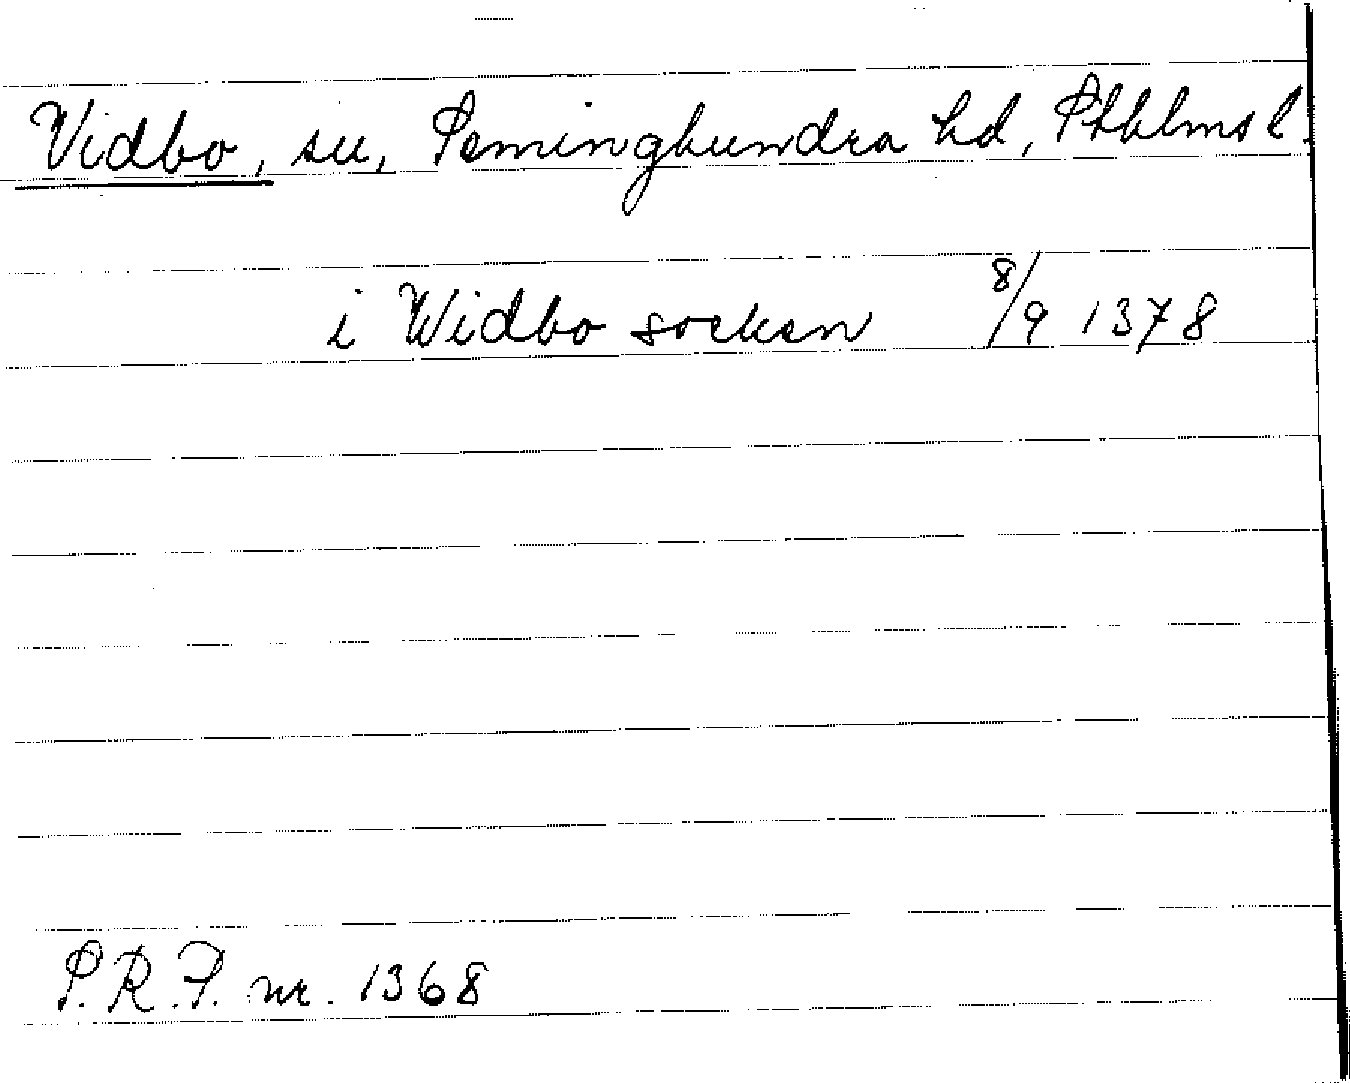 Vidbo, sn, Seminghundra hd, Sthlms l.
i Widbo socken 8/9 1378
S.R.P. nr. 1368